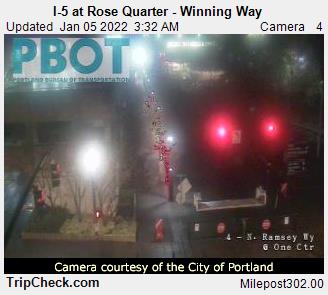 I-5 at Rose Quarter - Winning Way
Updated Jan 05 2022 3:32 AM Camera 4
PBOT
PORTLAND BUREAU OF TRANSPORTATION
4 - N. Ramsey Wy
@ One Ctr
Camera courtesy of the City of Portland
TripCheck.com Milepost302.00